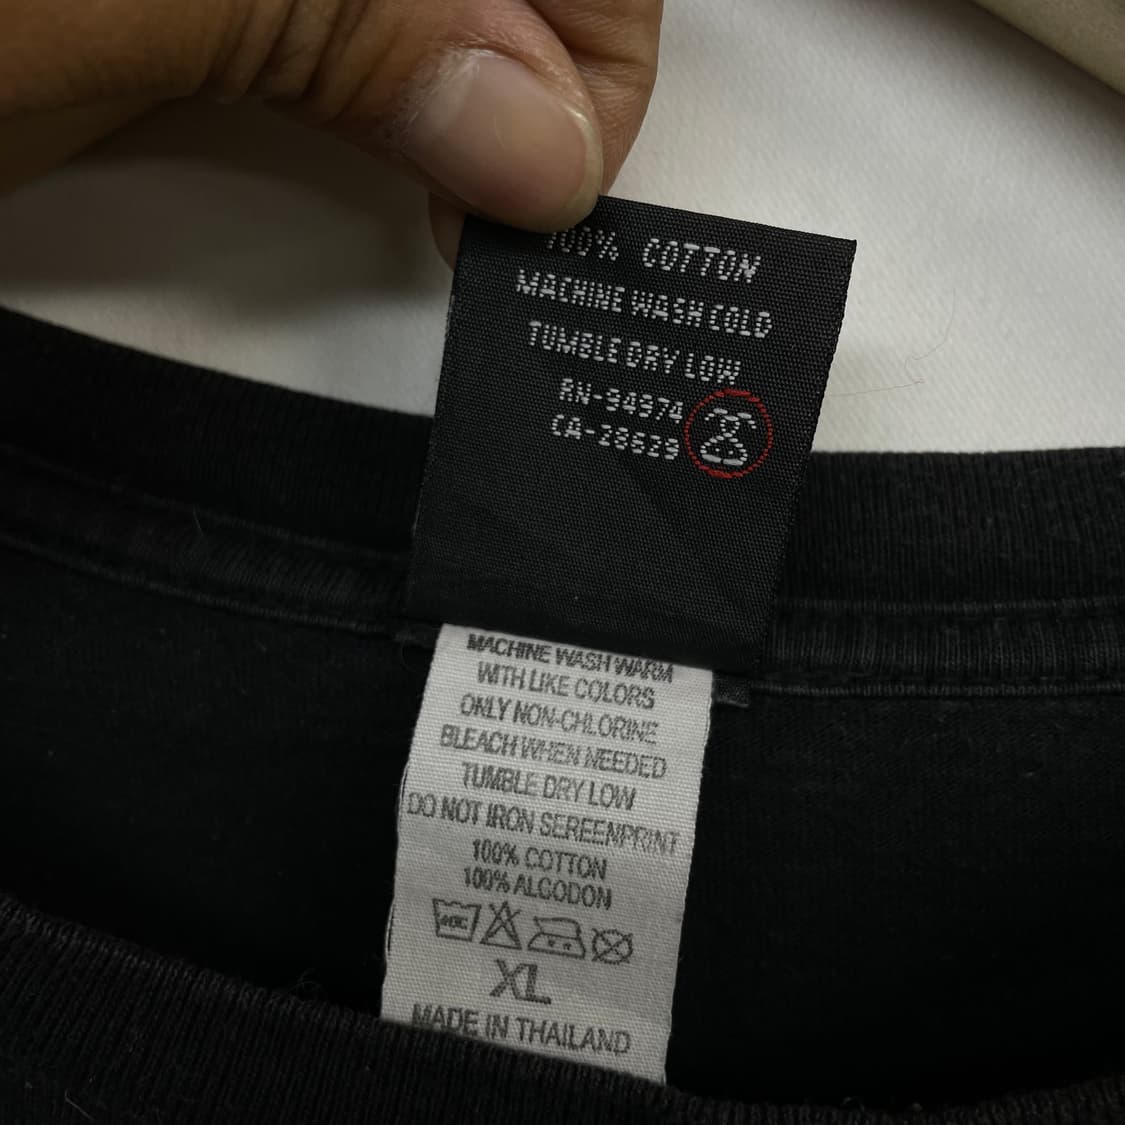 100% COTTON
MACHINE WASH COLD
TUMBLE DRY LOW
RN-94974
CA-28629
MACHINE WASH WARM
WITH LIKE COLORS
ONLY NON-CHLORINE
BLEACH WHEN NEEDED
TUMBLE DRY LOW
DO NOT IRON SEREENPRINT
100% COTTON
100% ALGODON
XL
MADE IN THAILAND